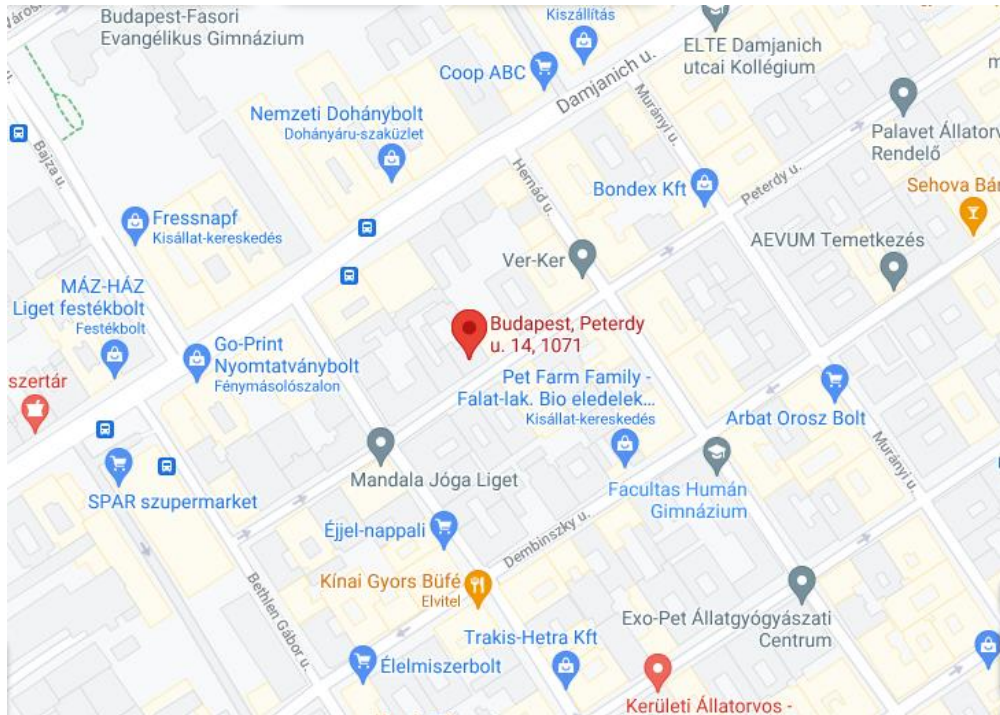 Városl
Budapest-Fasori
Evangélikus Gimnázium
Kiszállítás
ELTE Damjanich
utcai Kollégium
Coop ABC
Damjanich u.
Nemzeti Dohánybolt
Dohányáru-szaküzlet
Murányi u.
Palavet Állatorv
Rendelő
Bajza u.
Hernád u.
Bondex Kft
Peterdy u.
Sehova Bár
Fressnapf
Kisállat-kereskedés
AEVUM Temetkezés
Ver-Ker
MÁZ-HÁZ
Liget festékbolt
Festékbolt
Budapest, Peterdy
u. 14, 1071
Go-Print
Nyomtatványbolt
Fénymásolószalon
szertár
Pet Farm Family -
Falat-lak. Bio eledelek...
Kisállat-kereskedés
Arbat Orosz Bolt
Murányi u.
Mandala Jóga Liget
SPAR szupermarket
Facultas Humán
Gimnázium
Éjjel-nappali
Dembinszky u.
Kínai Gyors Büfé
Elvitel
Bethlen Gábor u.
Exo-Pet Állatgyógyászati
Centrum
Trakis-Hetra Kft
Élelmiszerbolt
Kerületi Állatorvos -